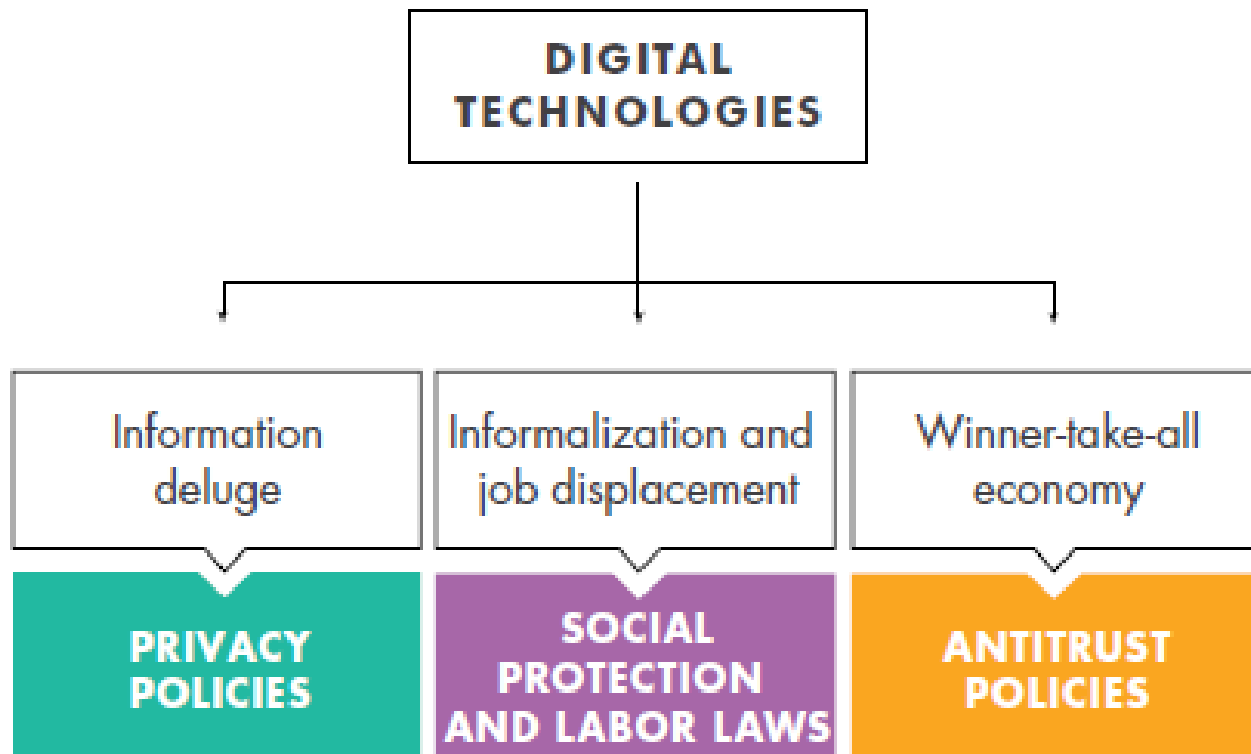 DIGITAL
TECHNOLOGIES
Information
deluge
Informalization and
job displacement
Winner-take-all
economy
PRIVACY
POLICIES
SOCIAL
PROTECTION
AND LABOR LAWS
ANTITRUST
POLICIES